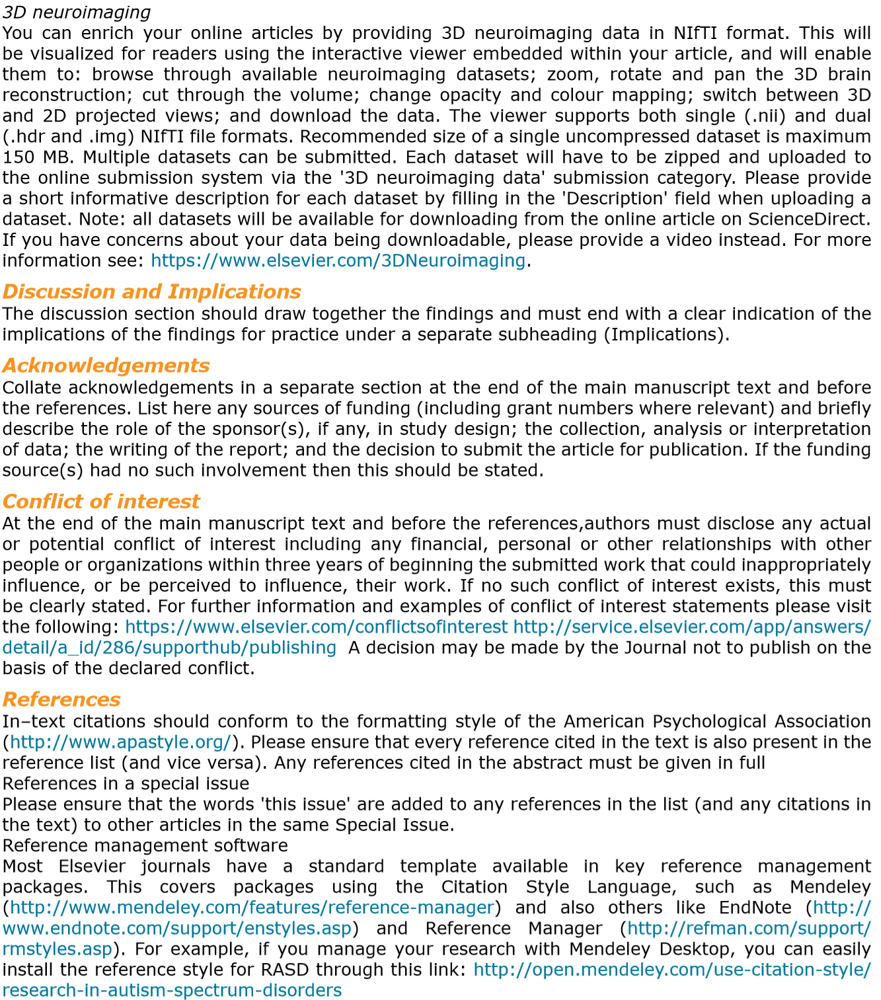 3D neuroimaging
You can enrich your online articles by providing 3D neuroimaging data in NIfTI format. This will
be visualized for readers using the interactive viewer embedded within your article, and will enable
them to: browse through available neuroimaging datasets; zoom, rotate and pan the 3D brain
reconstruction; cut through the volume; change opacity and colour mapping; switch between 3D
and 2D projected views; and download the data. The viewer supports both single (.nii) and dual
(.hdr and .img) NIfTI file formats. Recommended size of a single uncompressed dataset is maximum
150 MB. Multiple datasets can be submitted. Each dataset will have to be zipped and uploaded to
the online submission system via the '3D neuroimaging data' submission category. Please provide
a short informative description for each dataset by filling in the 'Description' field when uploading a
dataset. Note: all datasets will be available for downloading from the online article on ScienceDirect.
If you have concerns about your data being downloadable, please provide a video instead. For more
information see: https://www.elsevier.com/3DNeuroimaging.
Discussion and Implications
The discussion section should draw together the findings and must end with a clear indication of the
implications of the findings for practice under a separate subheading (Implications).
Acknowledgements
Collate acknowledgements in a separate section at the end of the main manuscript text and before
the references. List here any sources of funding (including grant numbers where relevant) and briefly
describe the role of the sponsor(s), if any, in study design; the collection, analysis or interpretation
of data; the writing of the report; and the decision to submit the article for publication. If the funding
source(s) had no such involvement then this should be stated.
Conflict of interest
At the end of the main manuscript text and before the references,authors must disclose any actual
or potential conflict of interest including any financial, personal or other relationships with other
people or organizations within three years of beginning the submitted work that could inappropriately
influence, or be perceived to influence, their work. If no such conflict of interest exists, this must
be clearly stated. For further information and examples of conflict of interest statements please visit
the following: https://www.elsevier.com/conflictsofinterest http://service.elsevier.com/app/answers/
detail/a_id/286/supporthub/publishing  A decision may be made by the Journal not to publish on the
basis of the declared conflict.
References
In–text citations should conform to the formatting style of the American Psychological Association
(http://www.apastyle.org/). Please ensure that every reference cited in the text is also present in the
reference list (and vice versa). Any references cited in the abstract must be given in full
References in a special issue
Please ensure that the words 'this issue' are added to any references in the list (and any citations in
the text) to other articles in the same Special Issue.
Reference management software
Most Elsevier journals have a standard template available in key reference management
packages. This covers packages using the Citation Style Language, such as Mendeley
(http://www.mendeley.com/features/reference-manager) and also others like EndNote (http://
www.endnote.com/support/enstyles.asp) and Reference Manager (http://refman.com/support/
rmstyles.asp). For example, if you manage your research with Mendeley Desktop, you can easily
install the reference style for RASD through this link: http://open.mendeley.com/use-citation-style/
research-in-autism-spectrum-disorders